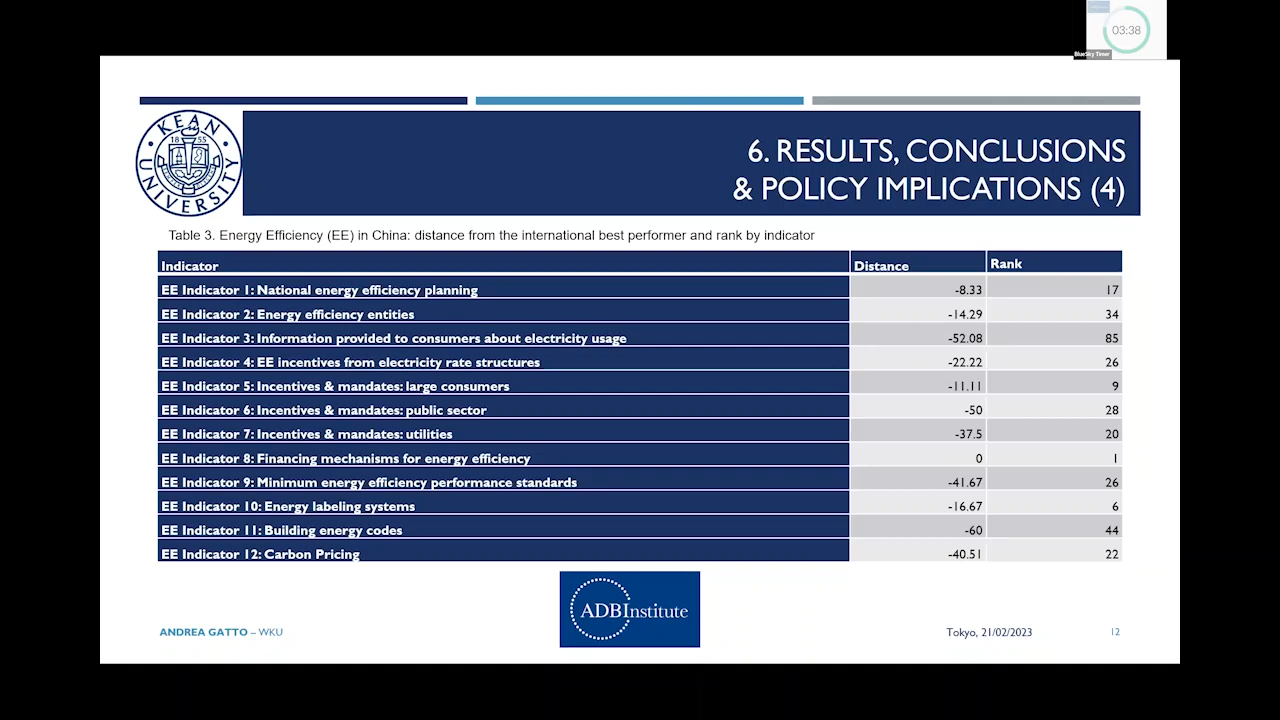 03:38
BlueSky Timer
KEAN UNIVERSITY
1855
6. RESULTS, CONCLUSIONS
& POLICY IMPLICATIONS (4)
Table 3. Energy Efficiency (EE) in China: distance from the international best performer and rank by indicator
Indicator Distance Rank
EE Indicator 1: National energy efficiency planning -8.33 17
EE Indicator 2: Energy efficiency entities -14.29 34
EE Indicator 3: Information provided to consumers about electricity usage -52.08 85
EE Indicator 4: EE incentives from electricity rate structures -22.22 26
EE Indicator 5: Incentives & mandates: large consumers -11.11 9
EE Indicator 6: Incentives & mandates: public sector -50 28
EE Indicator 7: Incentives & mandates: utilities -37.5 20
EE Indicator 8: Financing mechanisms for energy efficiency 0 1
EE Indicator 9: Minimum energy efficiency performance standards -41.67 26
EE Indicator 10: Energy labeling systems -16.67 6
EE Indicator 11: Building energy codes -60 44
EE Indicator 12: Carbon Pricing -40.51 22
ADBInstitute
ANDREA GATTO – WKU Tokyo, 21/02/2023 12